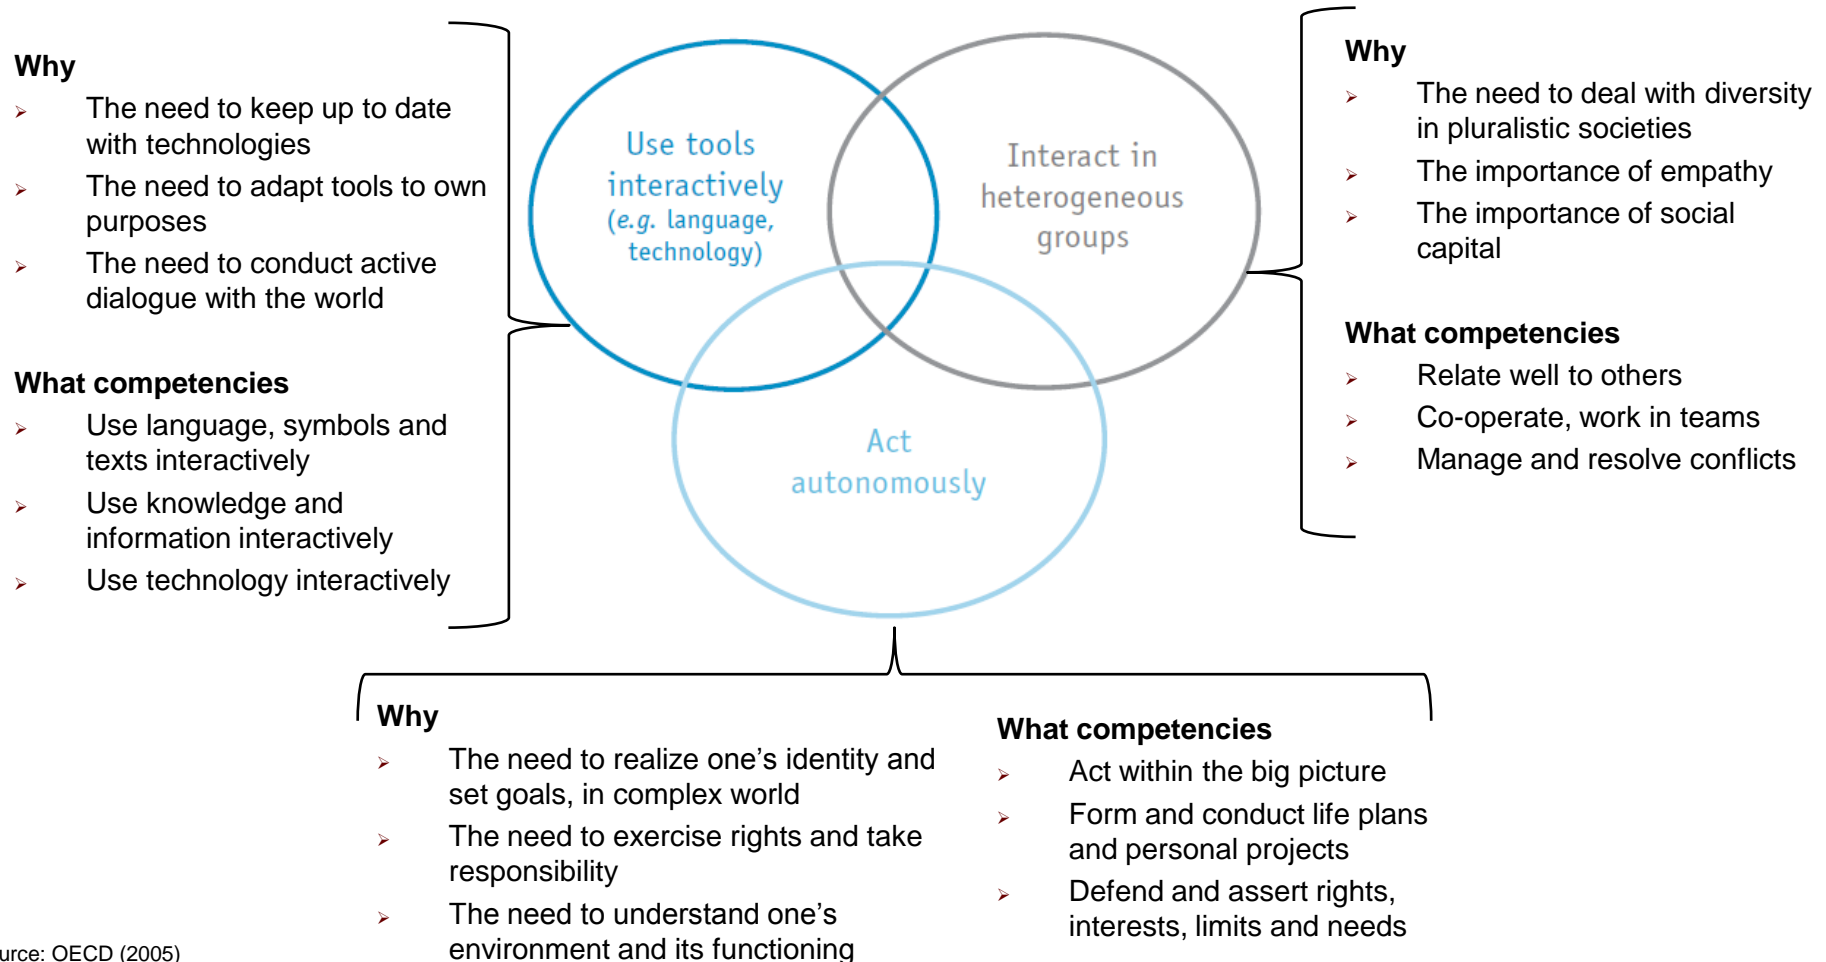 Why
➢ The need to keep up to date
with technologies
➢ The need to adapt tools to own
purposes
➢ The need to conduct active
dialogue with the world
What competencies
➢ Use language, symbols and
texts interactively
➢ Use knowledge and
information interactively
➢ Use technology interactively
Use tools
interactively
(e.g. language,
technology)
Interact in
heterogeneous
groups
Act
autonomously
Why
➢ The need to deal with diversity
in pluralistic societies
➢ The importance of empathy
➢ The importance of social
capital
What competencies
➢ Relate well to others
➢ Co-operate, work in teams
➢ Manage and resolve conflicts
Why
➢ The need to realize one’s identity and
set goals, in complex world
➢ The need to exercise rights and take
responsibility
➢ The need to understand one’s
environment and its functioning
What competencies
➢ Act within the big picture
➢ Form and conduct life plans
and personal projects
➢ Defend and assert rights,
interests, limits and needs
urce: OECD (2005)